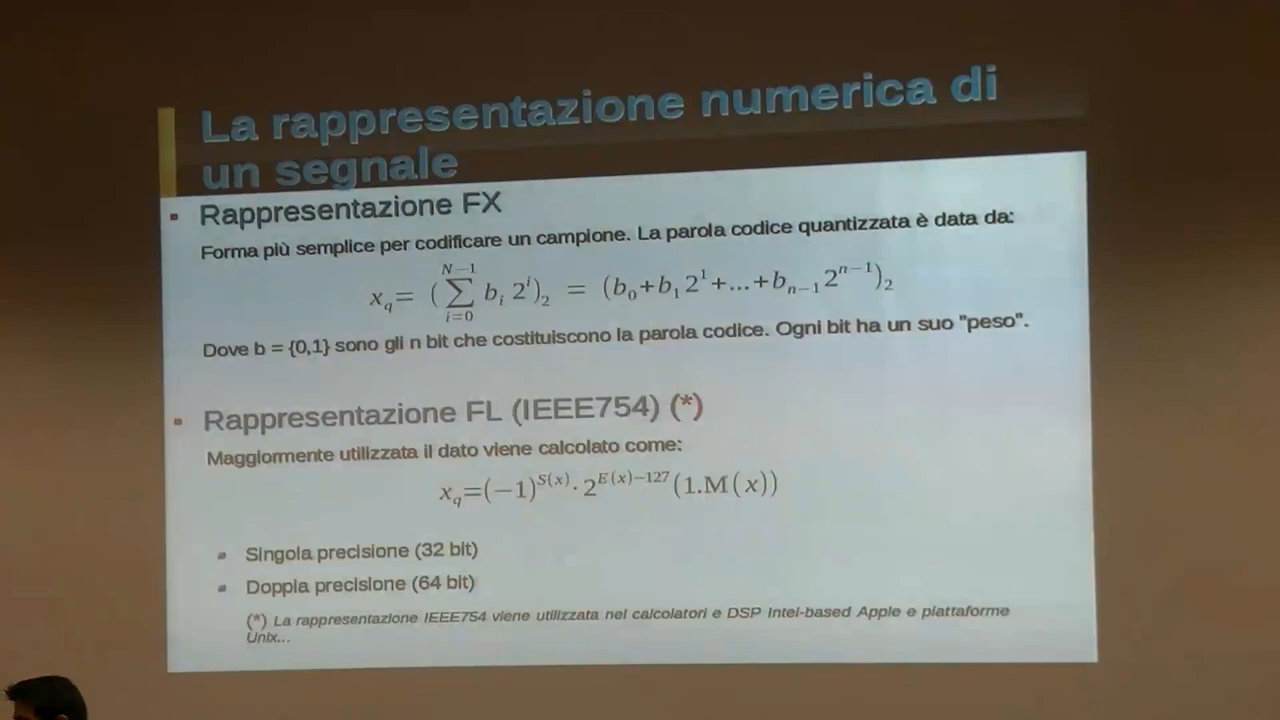 La rappresentazione numerica di
un segnale
Rappresentazione FX
Forma più semplice per codificare un campione. La parola codice quantizzata è data da:
x_q = (∑_{i=0}^{N−1} b_i 2^i)_2 = (b_0+b_1 2^1+...+b_{n−1} 2^{n−1})_2
Dove b = {0,1} sono gli n bit che costituiscono la parola codice. Ogni bit ha un suo "peso".
Rappresentazione FL (IEEE754) (*)
Maggiormente utilizzata il dato viene calcolato come:
x_q=(−1)^{S(x)}·2^{E(x)−127}(1.M(x))
Singola precisione (32 bit)
Doppia precisione (64 bit)
(*) La rappresentazione IEEE754 viene utilizzata nei calcolatori e DSP Intel-based Apple e piattaforme
Unix...